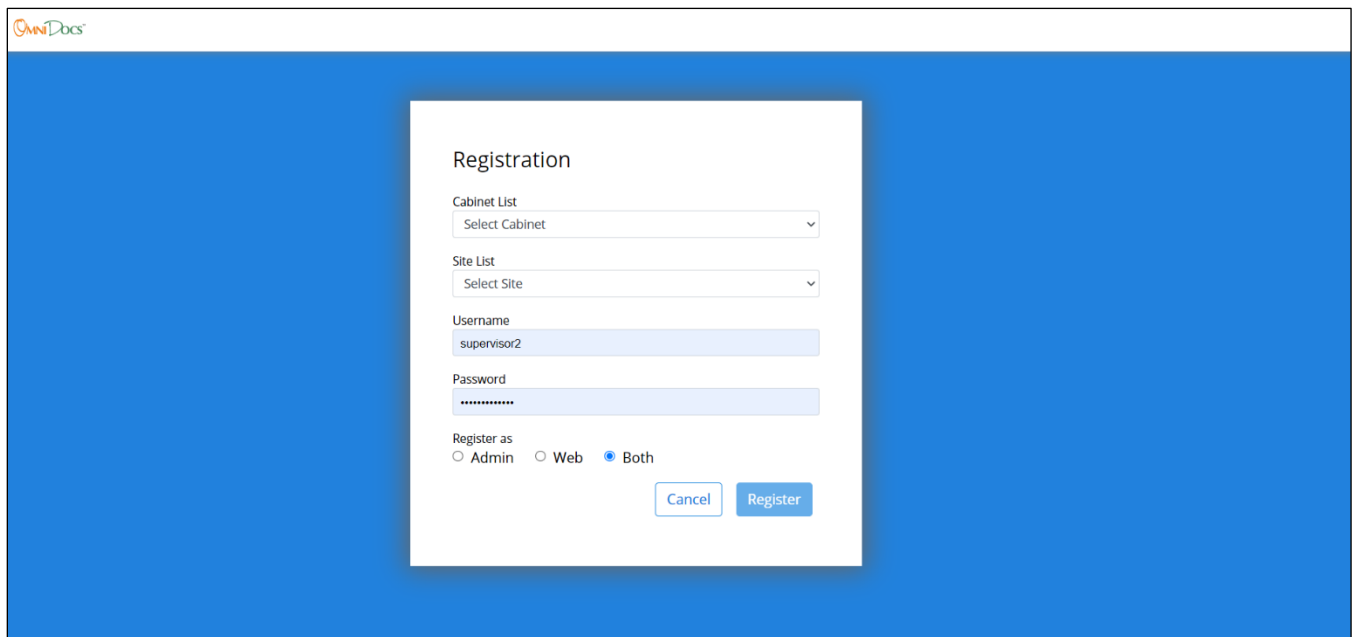 OmniDocs™
Registration
Cabinet List
Select Cabinet
Site List
Select Site
Username
supervisor2
Password
•••••••••••••
Register as
Admin Web Both
Cancel Register